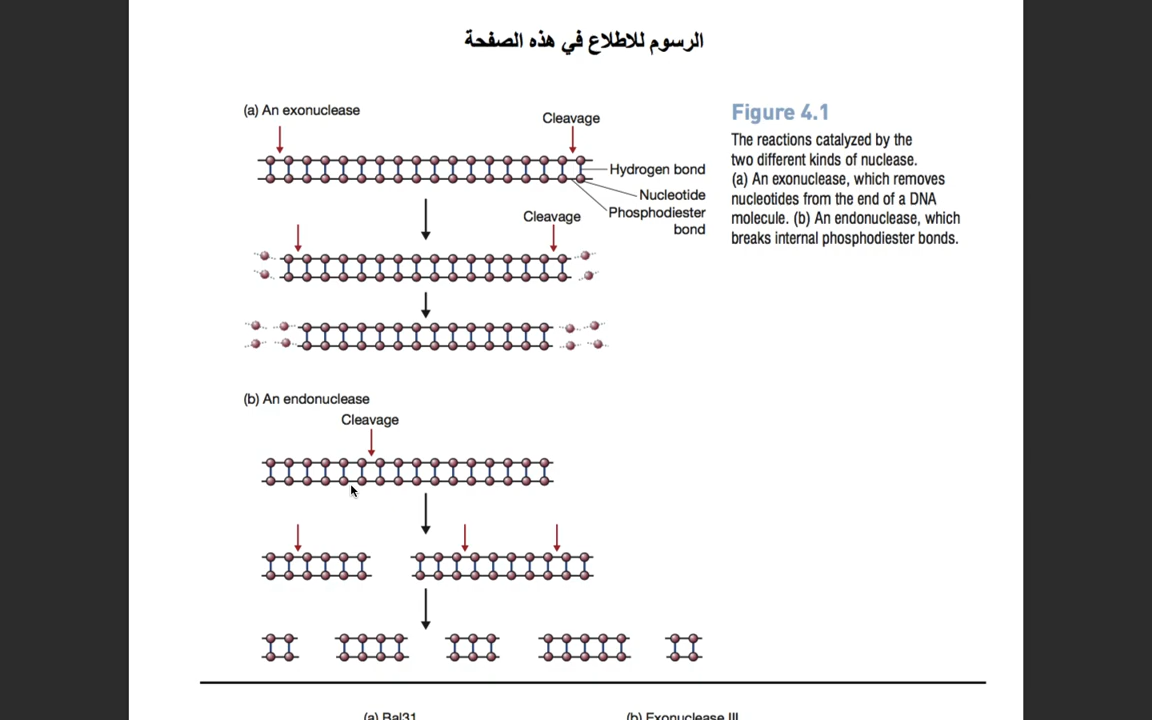 الرسوم للاطلاع في هذه الصفحة
(a) An exonuclease
Cleavage
Hydrogen bond
Nucleotide
Phosphodiester
bond
Cleavage
(b) An endonuclease
Cleavage
Figure 4.1
The reactions catalyzed by the
two different kinds of nuclease.
(a) An exonuclease, which removes
nucleotides from the end of a DNA
molecule. (b) An endonuclease, which
breaks internal phosphodiester bonds.
(a) Bal31
(b) Exonuclease III